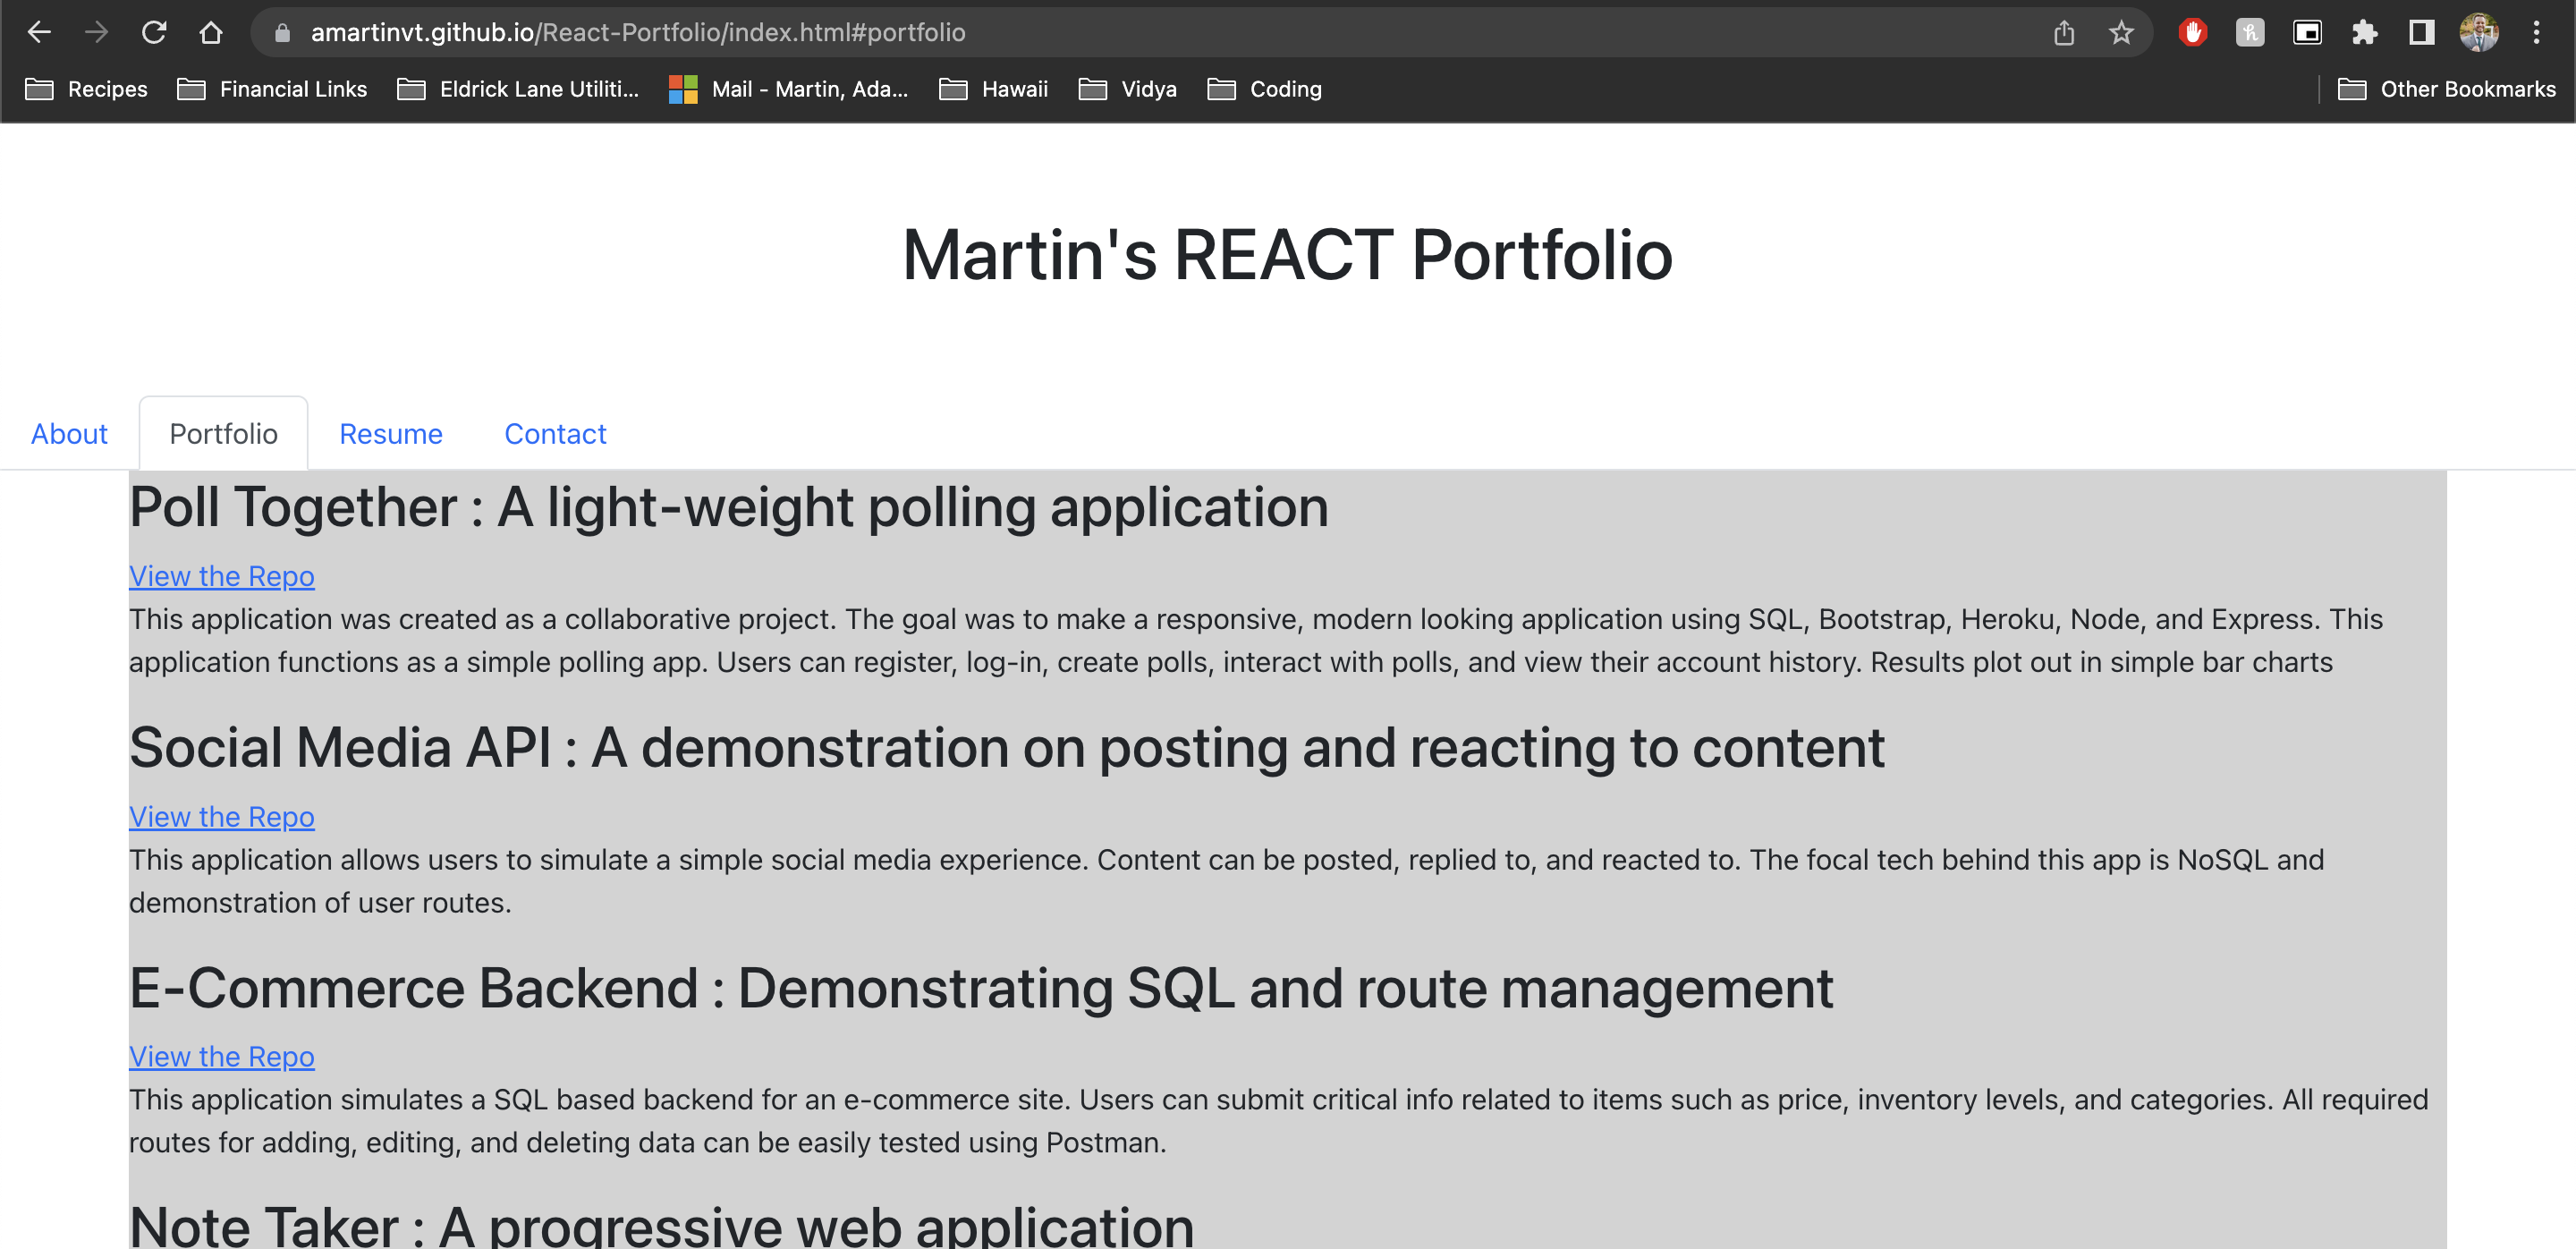 amartinvt.github.io/React-Portfolio/index.html#portfolio
Recipes Financial Links Eldrick Lane Utiliti... Mail - Martin, Ada... Hawaii Vidya Coding Other Bookmarks
Martin's REACT Portfolio
About Portfolio Resume Contact
Poll Together : A light-weight polling application
View the Repo
This application was created as a collaborative project. The goal was to make a responsive, modern looking application using SQL, Bootstrap, Heroku, Node, and Express. This
application functions as a simple polling app. Users can register, log-in, create polls, interact with polls, and view their account history. Results plot out in simple bar charts
Social Media API : A demonstration on posting and reacting to content
View the Repo
This application allows users to simulate a simple social media experience. Content can be posted, replied to, and reacted to. The focal tech behind this app is NoSQL and
demonstration of user routes.
E-Commerce Backend : Demonstrating SQL and route management
View the Repo
This application simulates a SQL based backend for an e-commerce site. Users can submit critical info related to items such as price, inventory levels, and categories. All required
routes for adding, editing, and deleting data can be easily tested using Postman.
Note Taker : A progressive web application